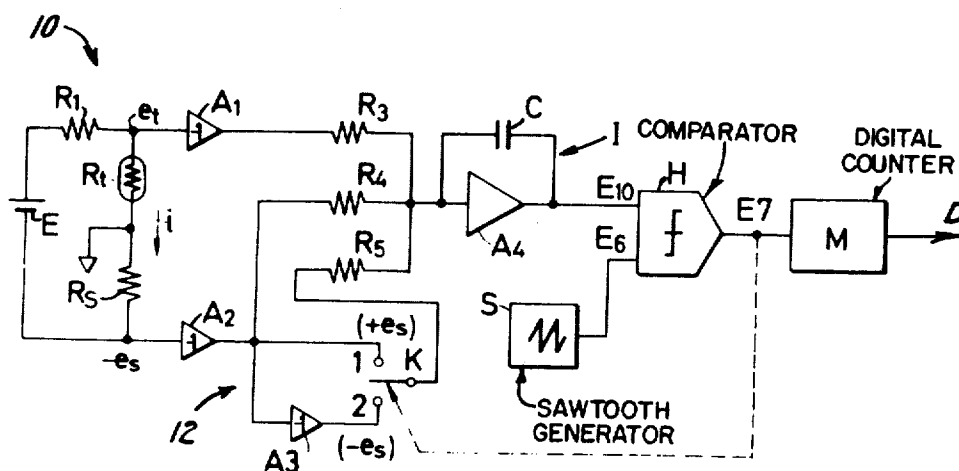 10
R1
et
A1
R3
C
I
COMPARATOR
DIGITAL
COUNTER
Rt
R4
E10
H
E7
D
E
i
A4
E6
M
R5
RS
A2
S
(+es)
1
K
-es
2
SAWTOOTH
GENERATOR
12
A3
(-es)